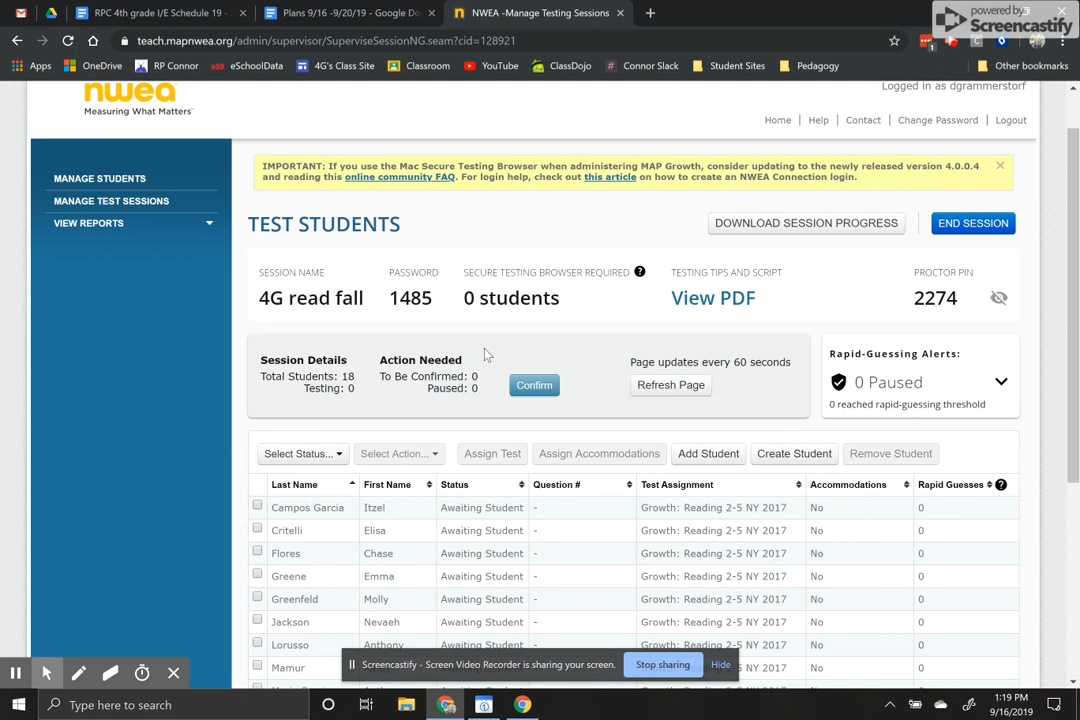 RPC 4th grade I/E Schedule 19 -
Plans 9/16 -9/20/19 - Google Do
NWEA -Manage Testing Sessions
powered by
Screencastify
teach.mapnwea.org/admin/supervisor/SuperviseSessionNG.seam?cid=128921
Apps
OneDrive
RP Connor
eSchoolData
4G's Class Site
Classroom
YouTube
ClassDojo
Connor Slack
Student Sites
Pedagogy
Other bookmarks
nwea
Measuring What Matters™
Logged in as dgrammerstorf
Home | Help | Contact | Change Password | Logout
MANAGE STUDENTS
MANAGE TEST SESSIONS
VIEW REPORTS
IMPORTANT: If you use the Mac Secure Testing Browser when administering MAP Growth, consider updating to the newly released version 4.0.0.4
and reading this online community FAQ. For login help, check out this article on how to create an NWEA Connection login.
TEST STUDENTS
DOWNLOAD SESSION PROGRESS
END SESSION
SESSION NAME PASSWORD SECURE TESTING BROWSER REQUIRED ? TESTING TIPS AND SCRIPT PROCTOR PIN
4G read fall 1485 0 students View PDF 2274
Session Details Action Needed
Total Students: 18 To Be Confirmed: 0
Testing: 0 Paused: 0
Confirm
Page updates every 60 seconds
Refresh Page
Rapid-Guessing Alerts:
0 Paused
0 reached rapid-guessing threshold
Select Status... Select Action... Assign Test Assign Accommodations Add Student Create Student Remove Student
Last Name First Name Status Question # Test Assignment Accommodations Rapid Guesses ?
Campos Garcia Itzel Awaiting Student - Growth: Reading 2-5 NY 2017 No 0
Critelli Elisa Awaiting Student - Growth: Reading 2-5 NY 2017 No 0
Flores Chase Awaiting Student - Growth: Reading 2-5 NY 2017 No 0
Greene Emma Awaiting Student - Growth: Reading 2-5 NY 2017 No 0
Greenfeld Molly Awaiting Student - Growth: Reading 2-5 NY 2017 No 0
Jackson Nevaeh Awaiting Student - Growth: Reading 2-5 NY 2017 No 0
Lorusso Anthony Awaiting Student - Growth: Reading 2-5 NY 2017 No 0
Mamur
Screencastify - Screen Video Recorder is sharing your screen.
Stop sharing
Hide
Type here to search
1:19 PM
9/16/2019